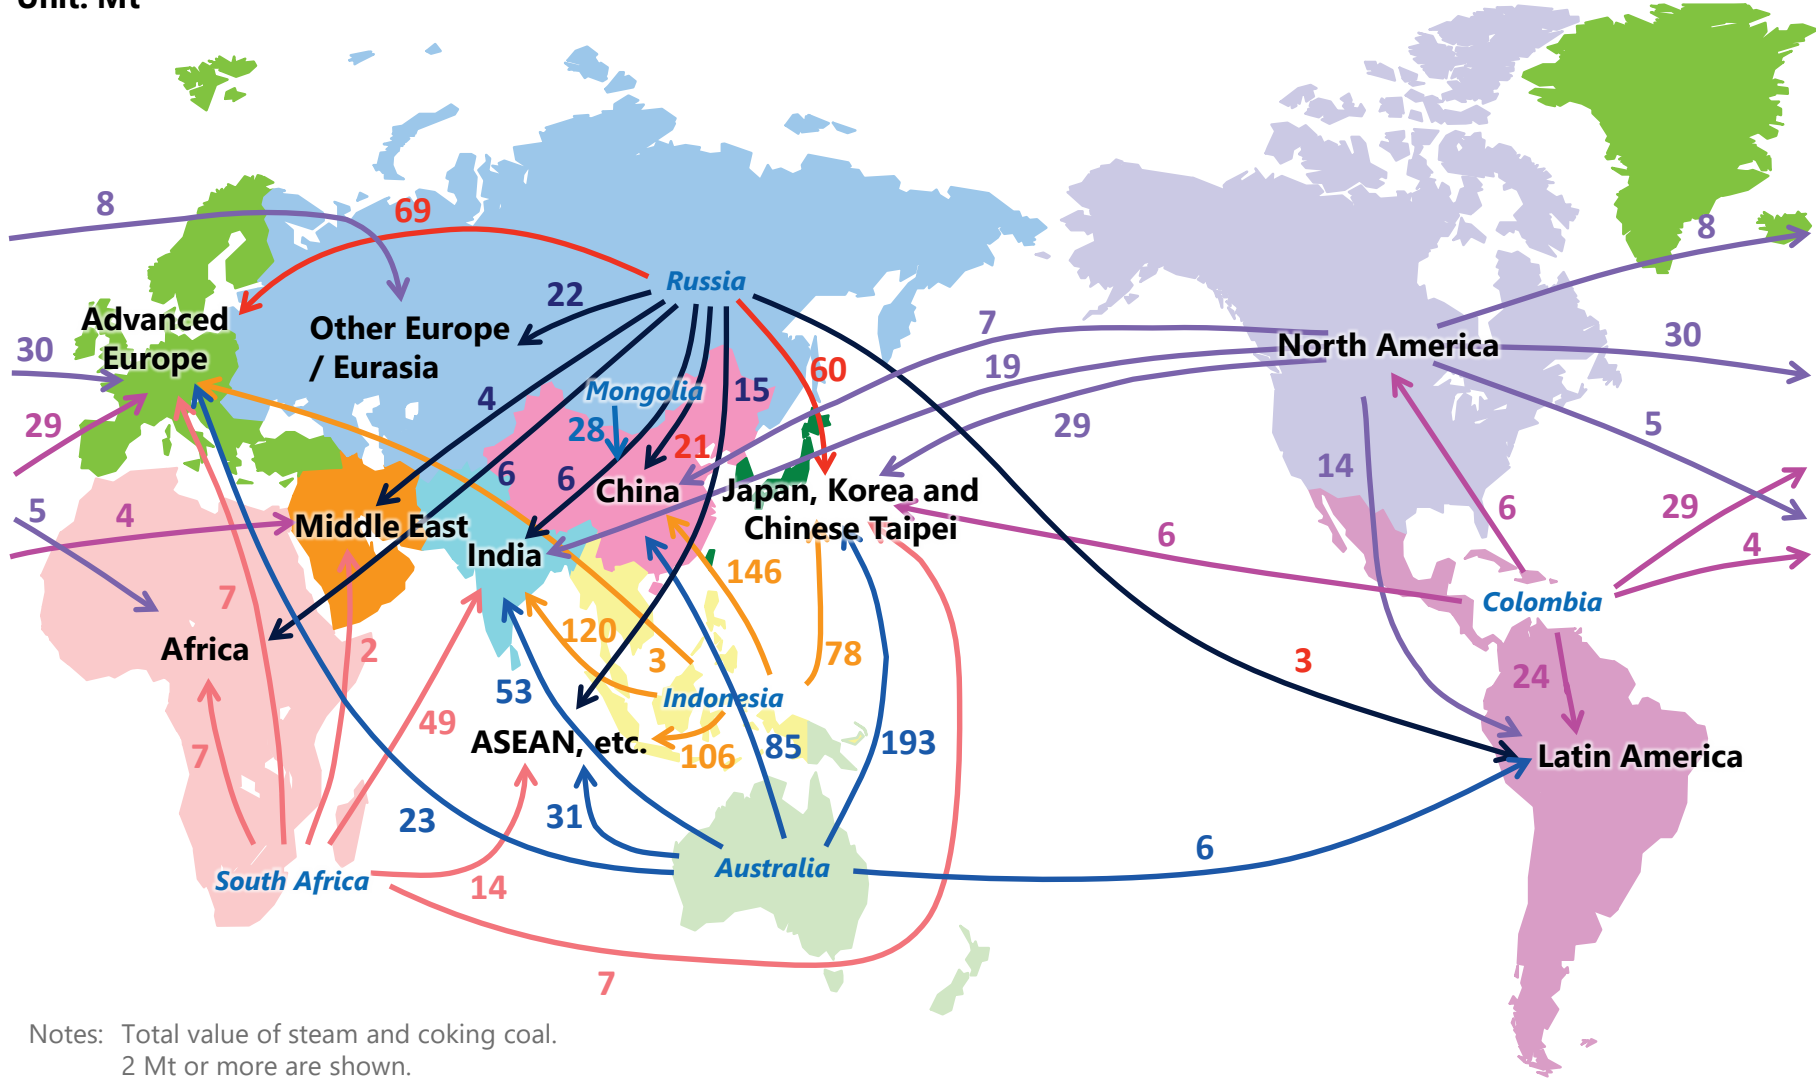 Unit: Mt
8
69
8
Russia
22
Advanced
Europe
Other Europe
/ Eurasia
7
North America
30
30
19
60
4
Mongolia
15
28
21
29
29
5
14
6
6
China
Japan, Korea and
Chinese Taipei
5
4
Middle East
India
6
6
29
4
146
Colombia
7
120
78
Africa
2
3
3
24
53
Indonesia
49
ASEAN, etc.
85
193
106
7
Latin America
23
31
6
Australia
South Africa
14
7
Notes: Total value of steam and coking coal.
2 Mt or more are shown.